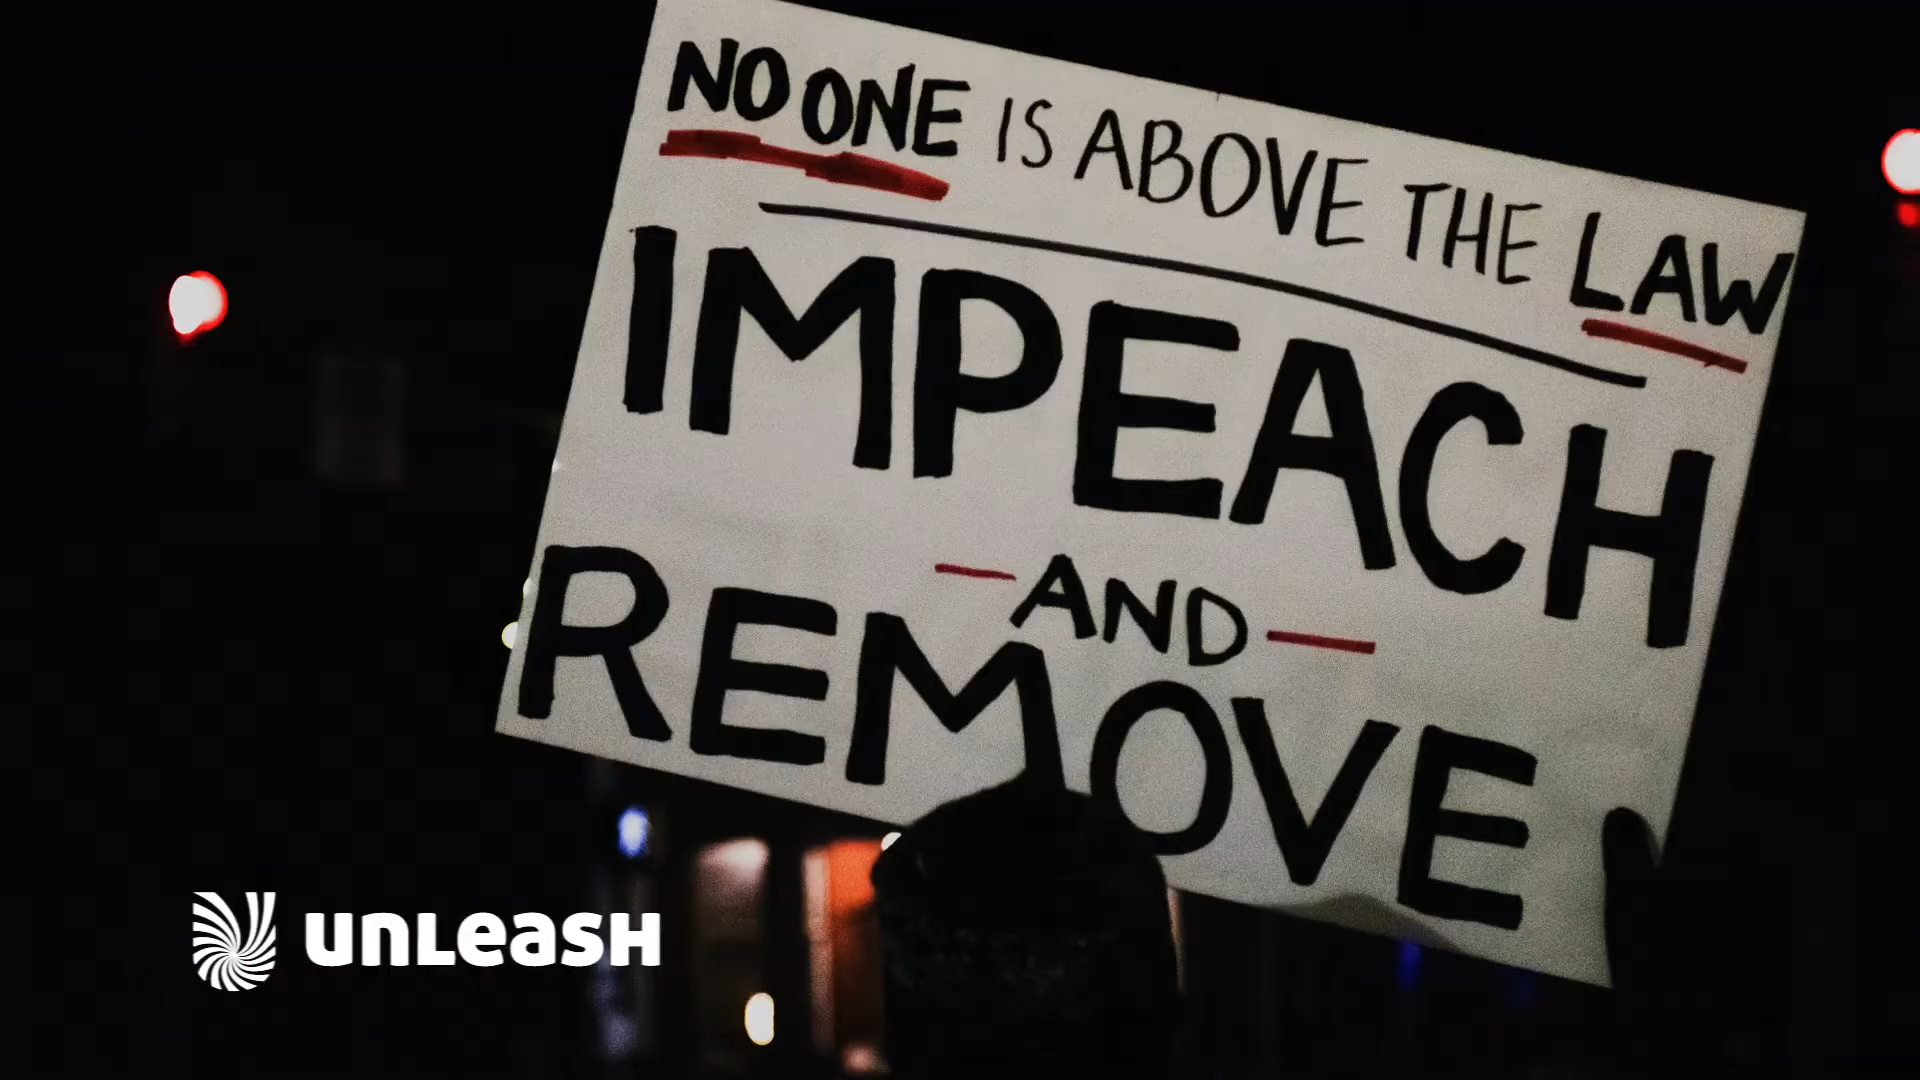 NO ONE IS ABOVE THE LAW
IMPEACH
AND
REMOVE
UNLEASH